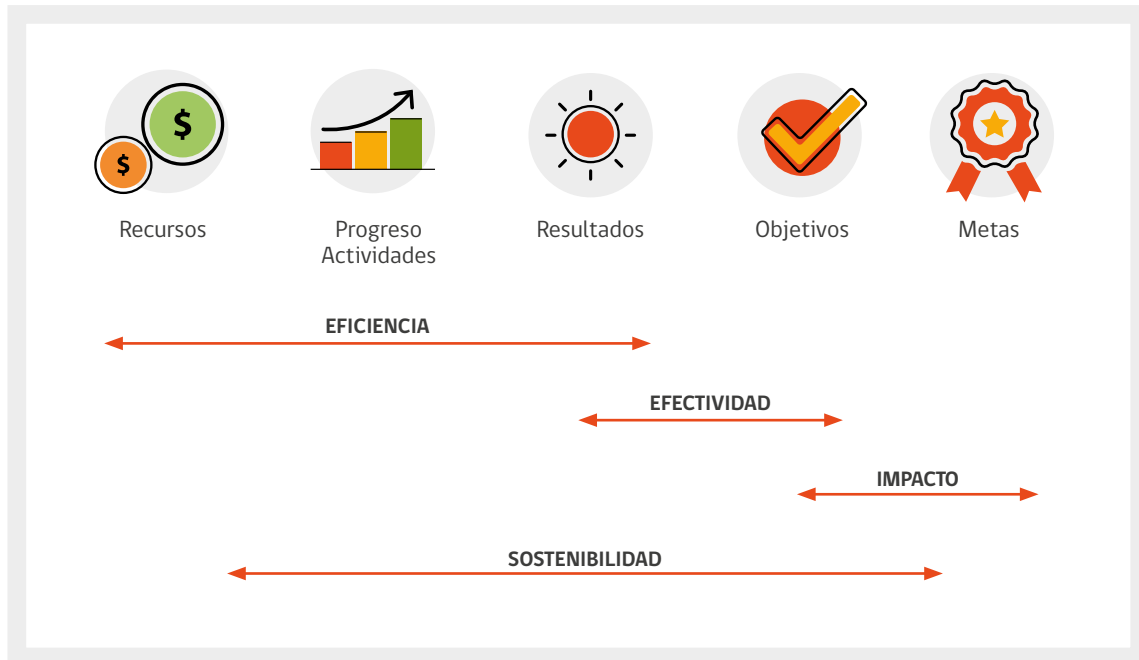 $
$
Recursos
Progreso
Actividades
Resultados
Objetivos
Metas
EFICIENCIA
EFECTIVIDAD
IMPACTO
SOSTENIBILIDAD